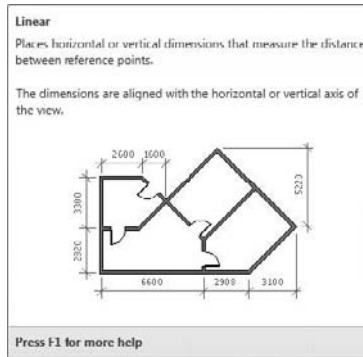 Linear
Places horizontal or vertical dimensions that measure the distance
between reference points.
The dimensions are aligned with the horizontal or vertical axis of
the view.
2600 1600
3300
5220
2820
6600 2900 3100
Press F1 for more help